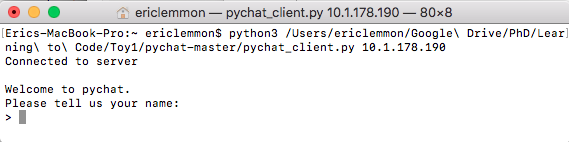 ericlemmon — pychat_client.py 10.1.178.190 — 80×8
[Erics-MacBook-Pro:~ ericlemmon$ python3 /Users/ericlemmon/Google\ Drive/PhD/Lear]
ning\ to\ Code/Toy1/pychat-master/pychat_client.py 10.1.178.190
Connected to server
Welcome to pychat.
Please tell us your name:
>